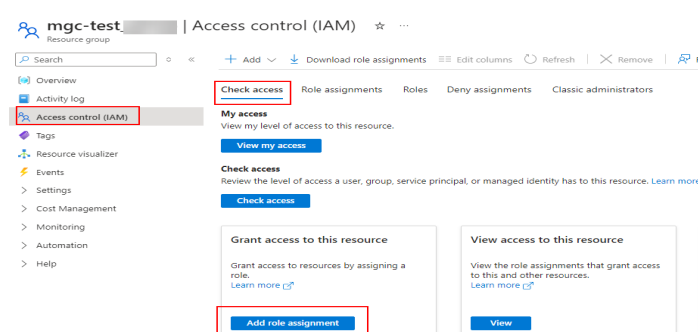 mgc-test_ | Access control (IAM) ☆ ...
Resource group
Search
+ Add Download role assignments Edit columns Refresh | Remove |
Overview
Activity log
Access control (IAM)
Tags
Resource visualizer
Events
> Settings
> Cost Management
> Monitoring
> Automation
> Help
Check access Role assignments Roles Deny assignments Classic administrators
My access
View my level of access to this resource.
View my access
Check access
Review the level of access a user, group, service principal, or managed identity has to this resource. Learn more
Check access
Grant access to this resource
Grant access to resources by assigning a
role.
Learn more
Add role assignment
View access to this resource
View the role assignments that grant access
to this and other resources.
Learn more
View